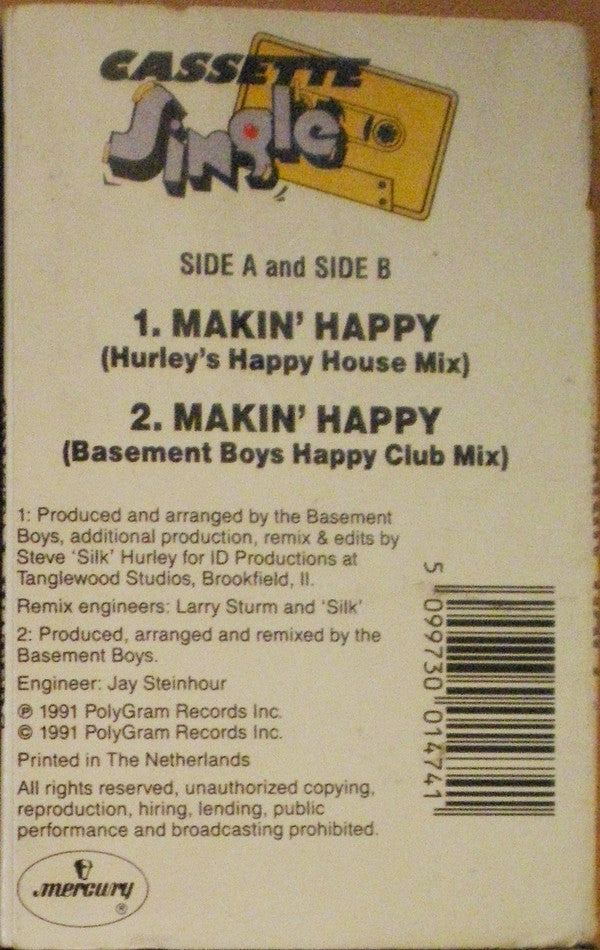 CASSETTE
Single
SIDE A and SIDE B
1. MAKIN' HAPPY
(Hurley's Happy House Mix)
2. MAKIN' HAPPY
(Basement Boys Happy Club Mix)
1: Produced and arranged by the Basement
Boys, additional production, remix & edits by
Steve 'Silk' Hurley for ID Productions at
Tanglewood Studios, Brookfield, Il.
Remix engineers: Larry Sturm and 'Silk'
2: Produced, arranged and remixed by the
Basement Boys.
Engineer: Jay Steinhour
℗ 1991 PolyGram Records Inc.
© 1991 PolyGram Records Inc.
Printed in The Netherlands
All rights reserved, unauthorized copying,
reproduction, hiring, lending, public
performance and broadcasting prohibited.
mercury
®
5 099730 014741